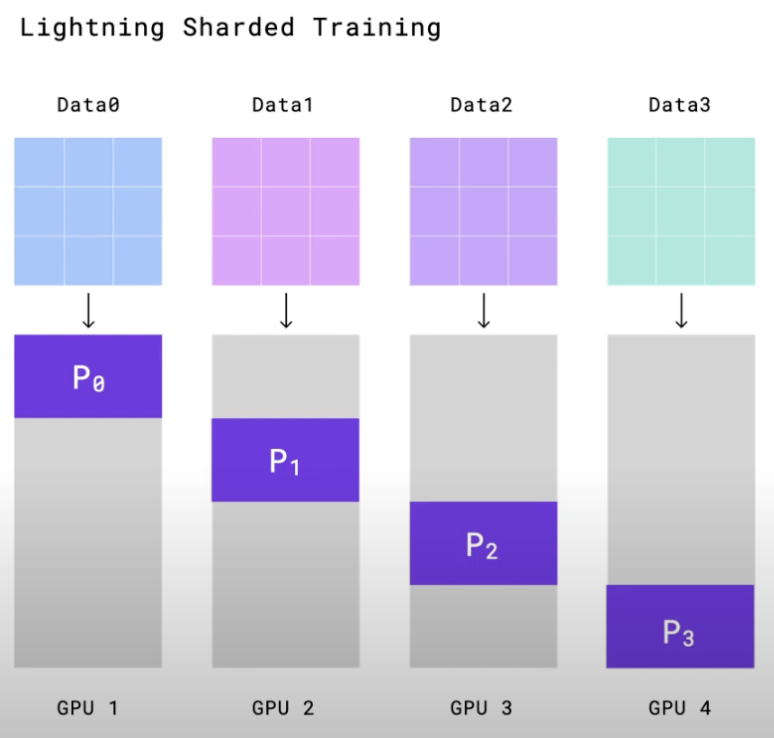 Lightning Sharded Training
Data0 Data1 Data2 Data3
P₀
P₁
P₂
P₃
GPU 1 GPU 2 GPU 3 GPU 4